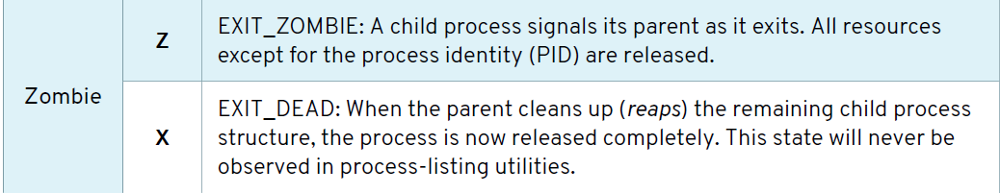 Zombie
Z
EXIT_ZOMBIE: A child process signals its parent as it exits. All resources
except for the process identity (PID) are released.
X
EXIT_DEAD: When the parent cleans up (reaps) the remaining child process
structure, the process is now released completely. This state will never be
observed in process-listing utilities.